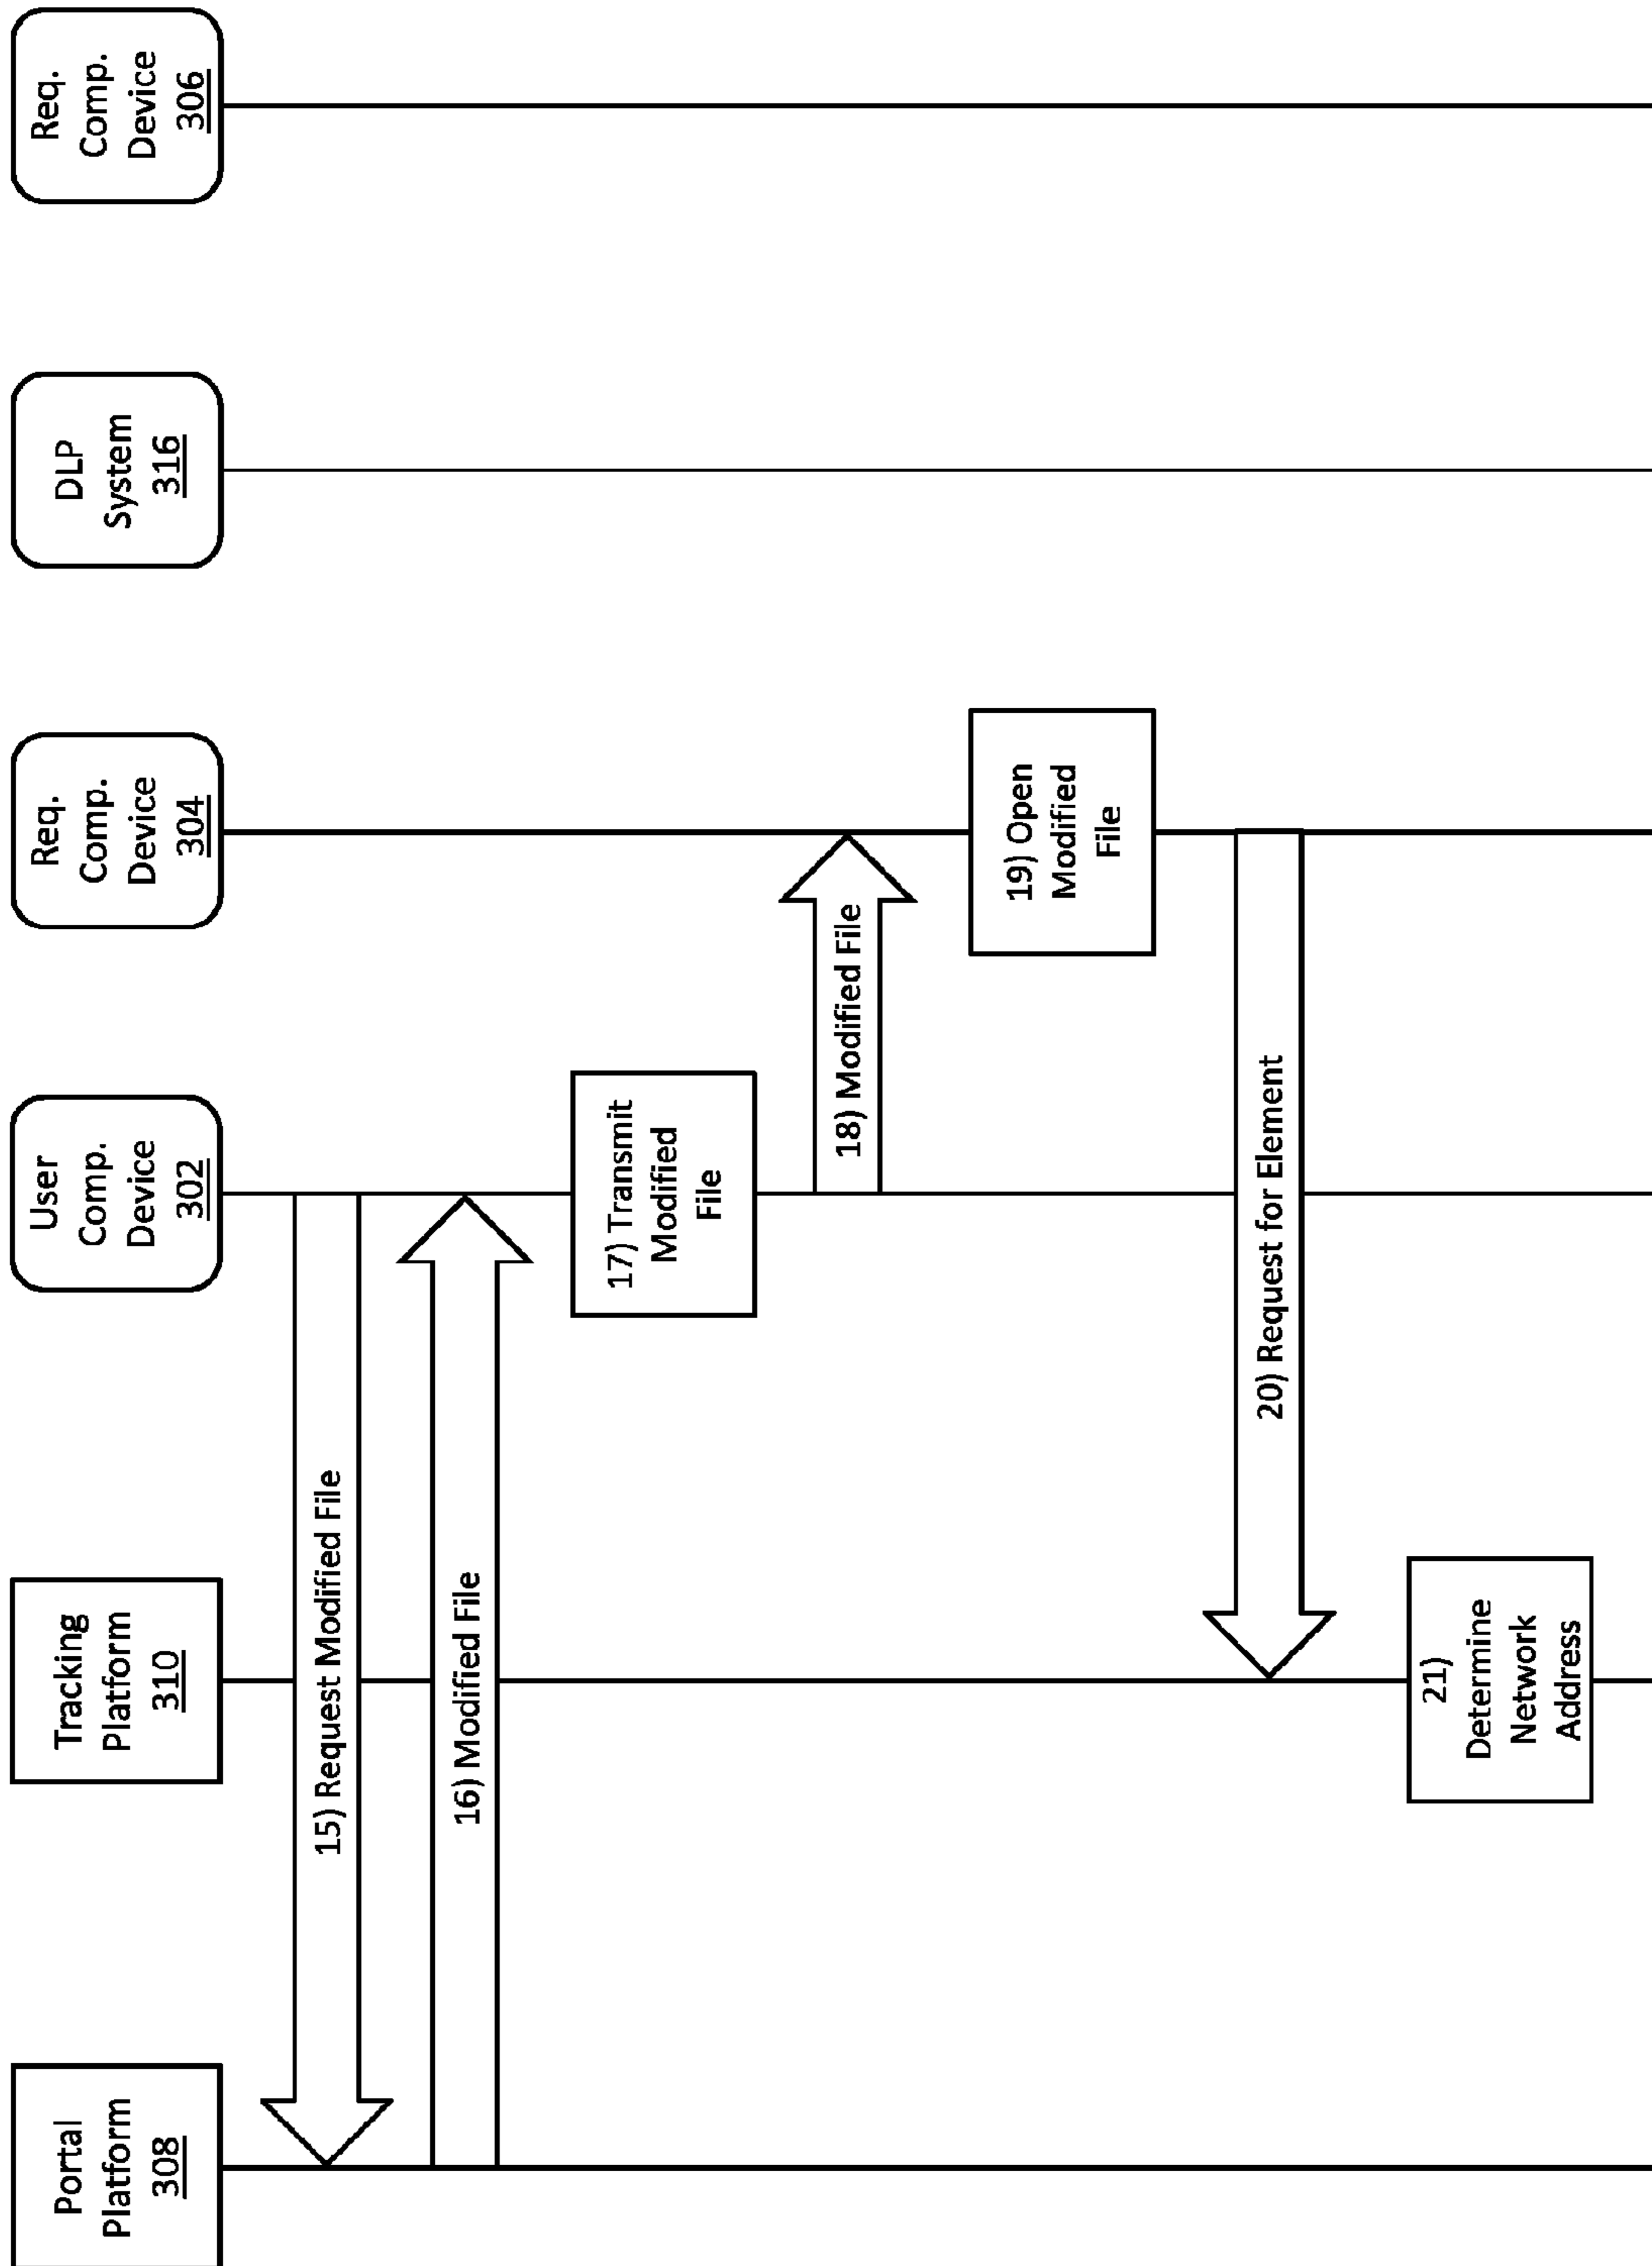 Portal
Platform
308
Tracking
Platform
310
User
Comp.
Device
302
Req.
Comp.
Device
304
DLP
System
316
Req.
Comp.
Device
306
15) Request Modified File
16) Modified File
17) Transmit
Modified
File
18) Modified File
19) Open
Modified
File
20) Request for Element
21)
Determine
Network
Address